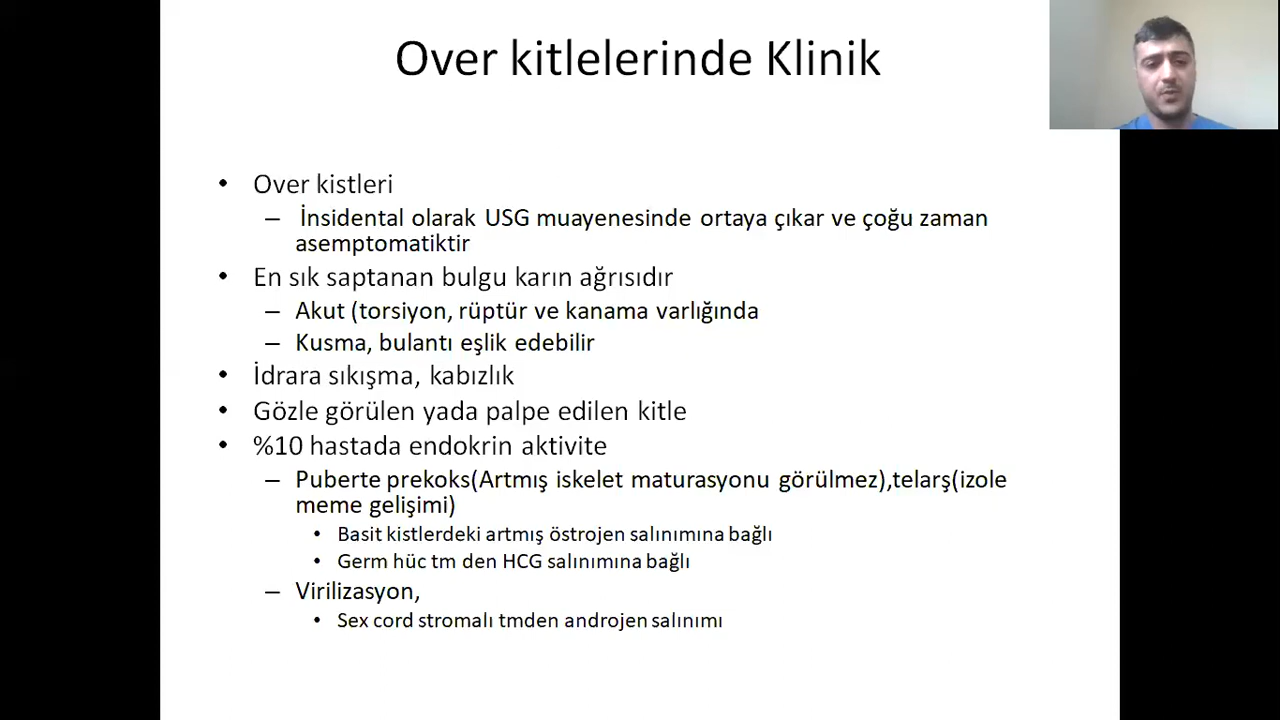 Over kitlelerinde Klinik
• Over kistleri
– İnsidental olarak USG muayenesinde ortaya çıkar ve çoğu zaman
asemptomatiktir
• En sık saptanan bulgu karın ağrısıdır
– Akut (torsiyon, rüptür ve kanama varlığında
– Kusma, bulantı eşlik edebilir
• İdrara sıkışma, kabızlık
• Gözle görülen yada palpe edilen kitle
• %10 hastada endokrin aktivite
– Puberte prekoks(Artmış iskelet maturasyonu görülmez),telarş(izole
meme gelişimi)
• Basit kistlerdeki artmış östrojen salınımına bağlı
• Germ hüc tm den HCG salınımına bağlı
– Virilizasyon,
• Sex cord stromalı tmden androjen salınımı